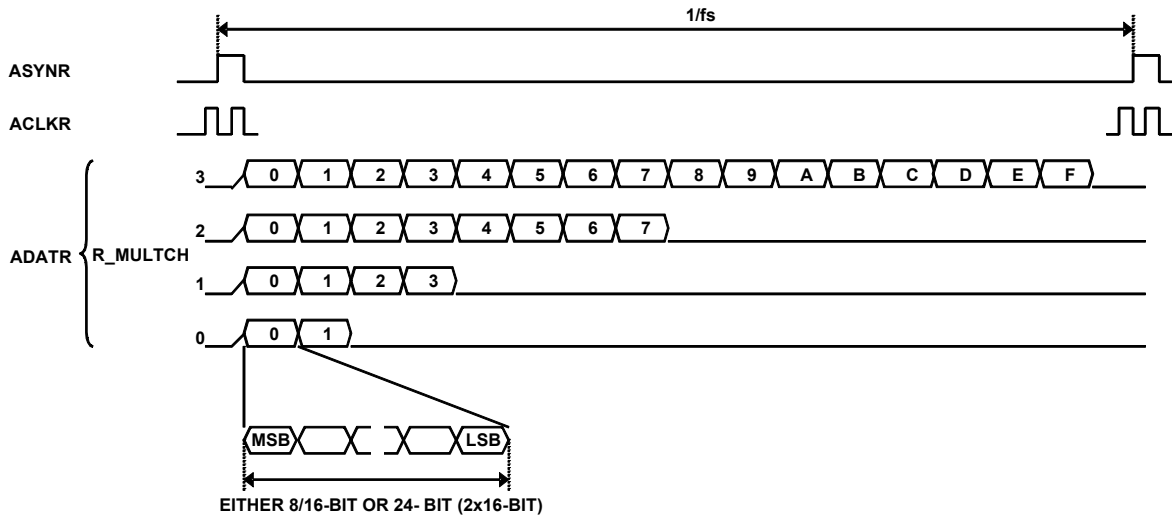 1/fs
ASYNR
ACLKR
3 0 1 2 3 4 5 6 7 8 9 A B C D E F
2 0 1 2 3 4 5 6 7
ADATR R_MULTCH
1 0 1 2 3
0 0 1
MSB LSB
EITHER 8/16-BIT OR 24- BIT (2x16-BIT)